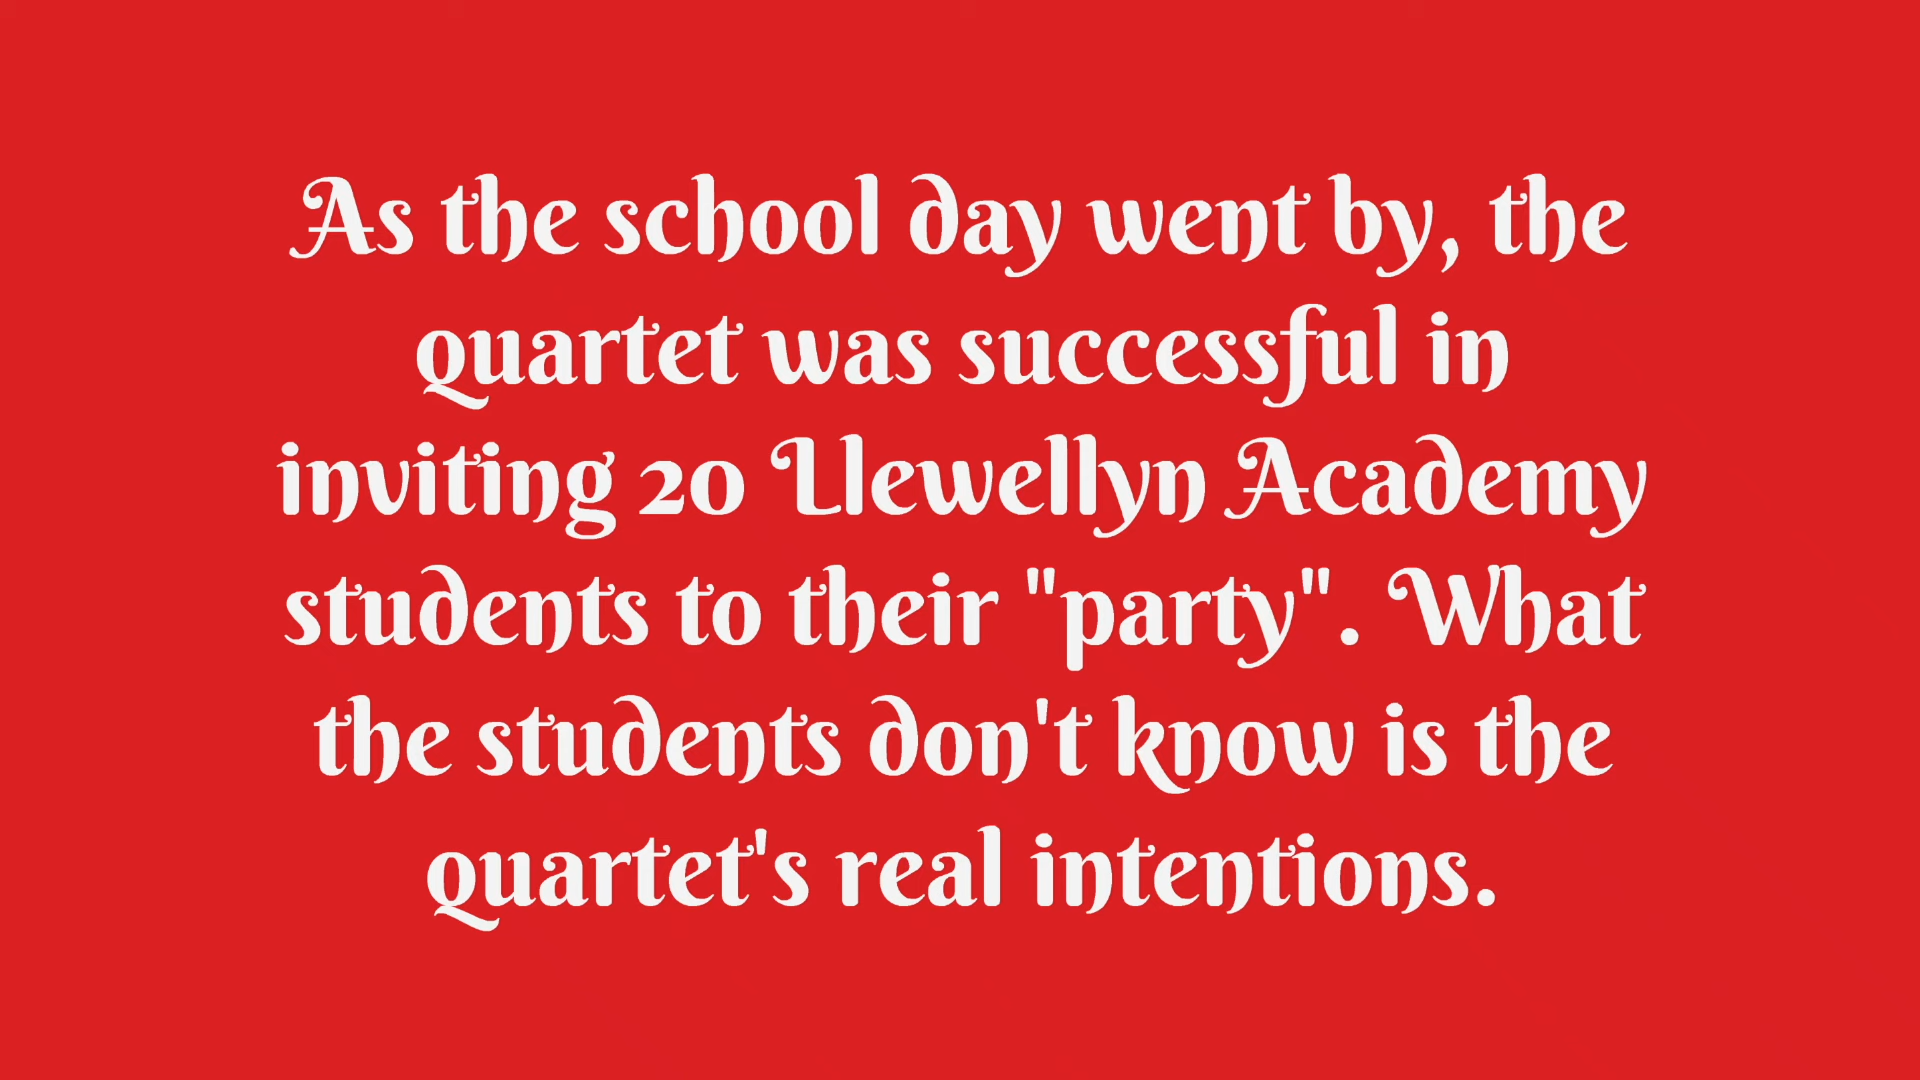 As the school day went by, the
quartet was successful in
inviting 20 Llewellyn Academy
students to their "party". What
the students don't know is the
quartet's real intentions.